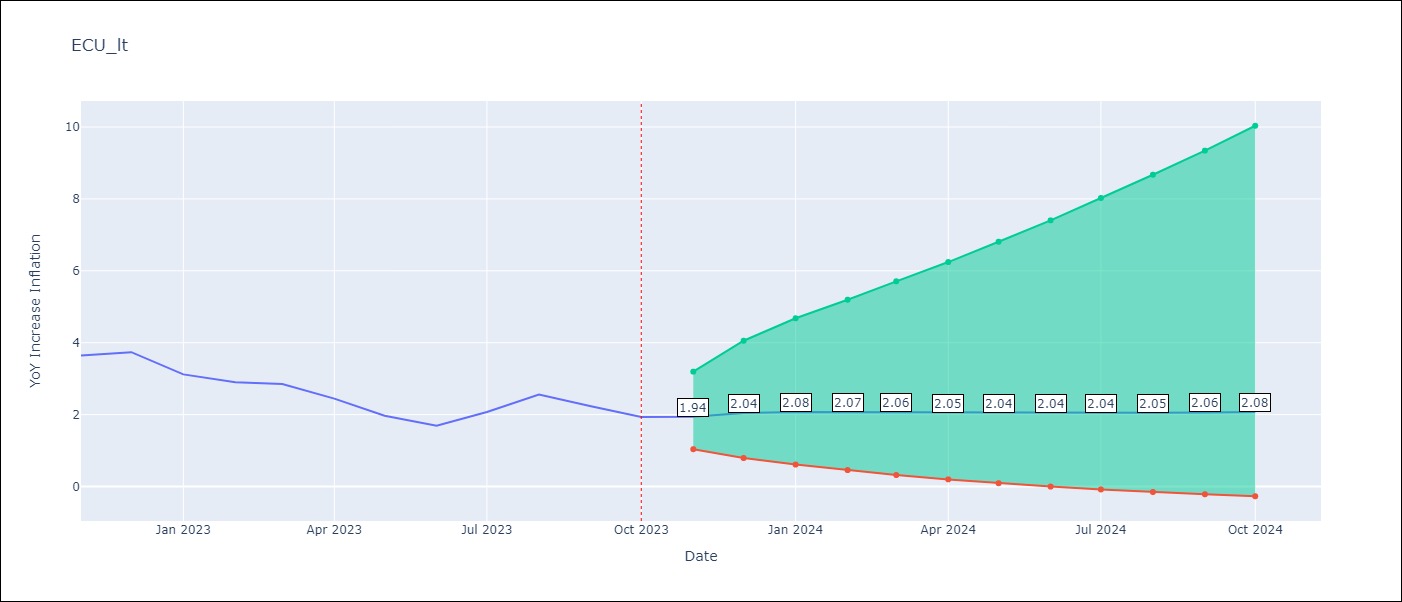 ECU_lt
10
8
6
4
2
0
YoY Increase Inflation
1.94
2.04
2.08
2.07
2.06
2.05
2.04
2.04
2.04
2.05
2.06
2.08
Jan 2023
Apr 2023
Jul 2023
Oct 2023
Jan 2024
Apr 2024
Jul 2024
Oct 2024
Date